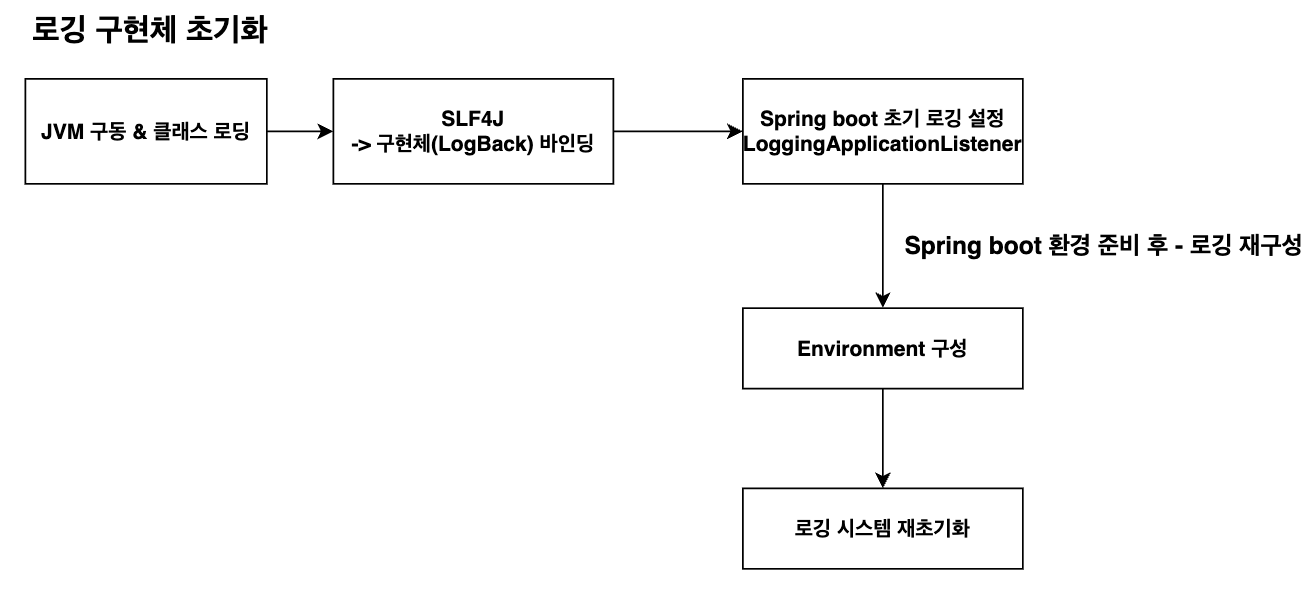 로깅 구현체 초기화
JVM 구동 & 클래스 로딩
SLF4J
-> 구현체(LogBack) 바인딩
Spring boot 초기 로깅 설정
LoggingApplicationListener
Spring boot 환경 준비 후 - 로깅 재구성
Environment 구성
로깅 시스템 재초기화